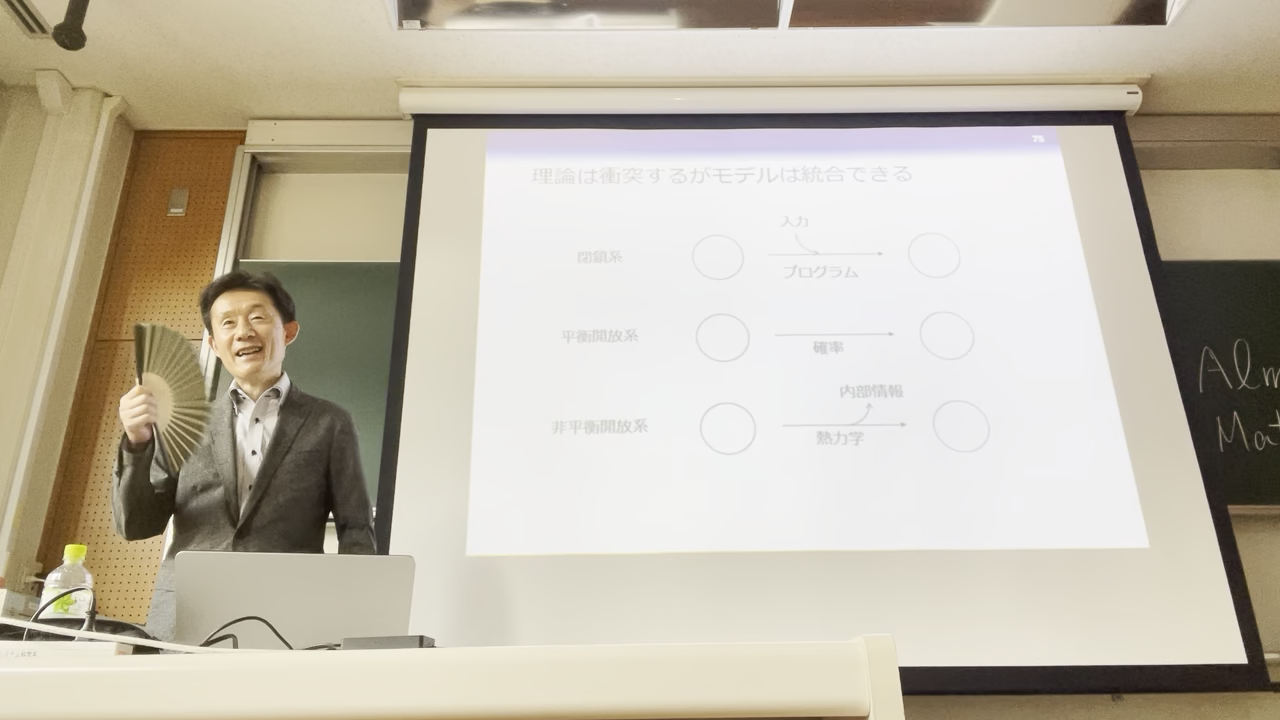 75
理論は衝突するがモデルは統合できる
入力
閉鎖系
プログラム
平衡開放系
確率
内部情報
非平衡開放系
熱力学
Alm
Mat